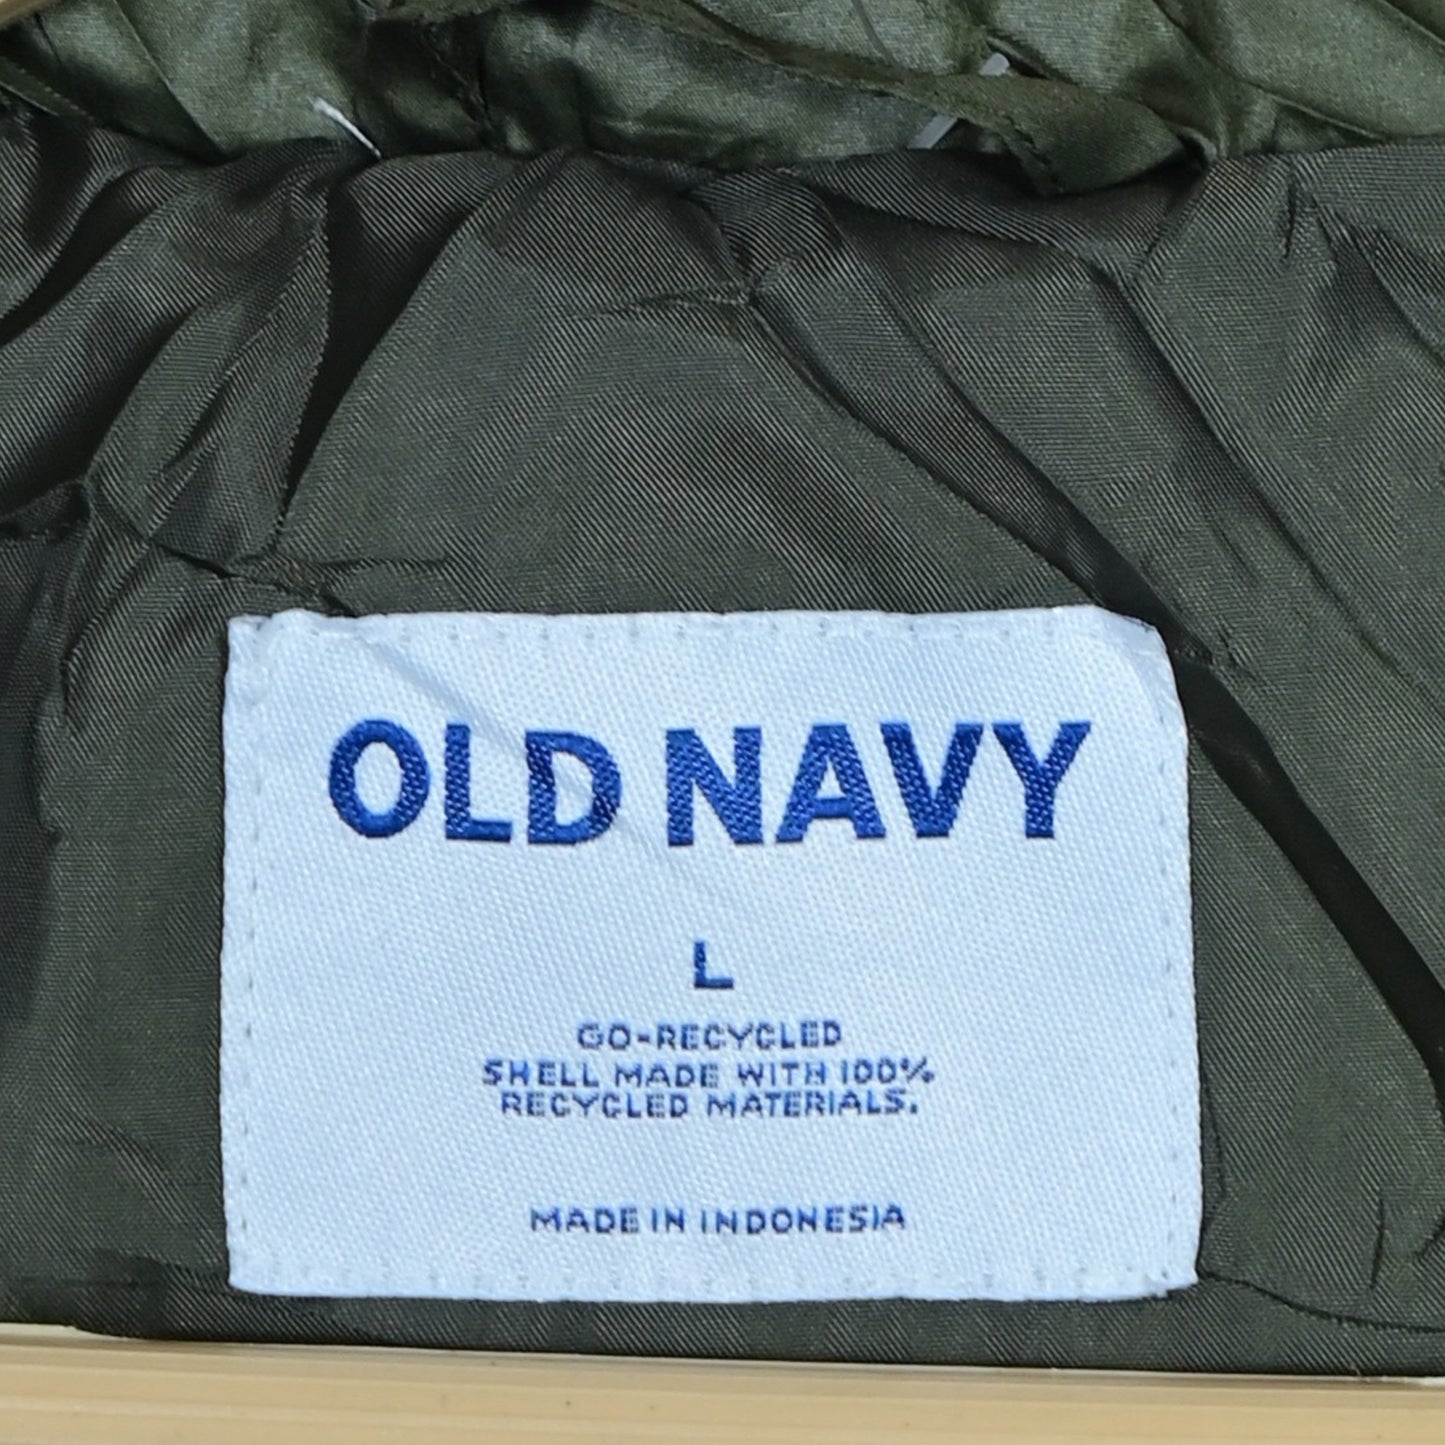 OLD NAVY
L
GO-RECYCLED
SHELL MADE WITH 100%
RECYCLED MATERIALS.
MADE IN INDONESIA